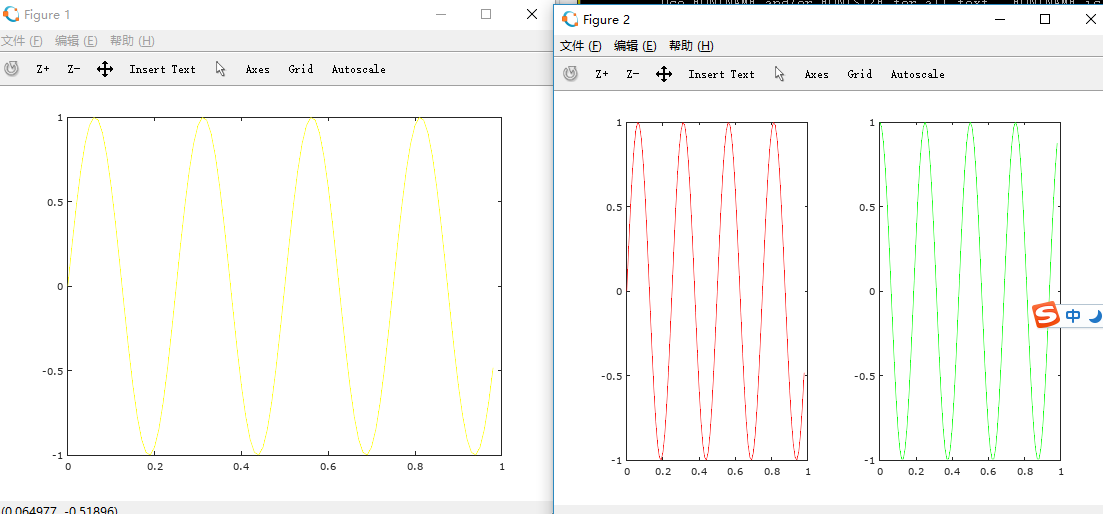 Figure 1
文件 (F) 编辑 (E) 帮助 (H)
Z+ Z- Insert Text Axes Grid Autoscale
1
0.5
0
-0.5
-1
0 0.2 0.4 0.6 0.8 1
(0.064977, -0.51896)
Figure 2
文件 (F) 编辑 (E) 帮助 (H)
Z+ Z- Insert Text Axes Grid Autoscale
1
0.5
0
-0.5
-1
0 0.2 0.4 0.6 0.8 1
1
0.5
0
-0.5
-1
0 0.2 0.4 0.6 0.8 1
S 中